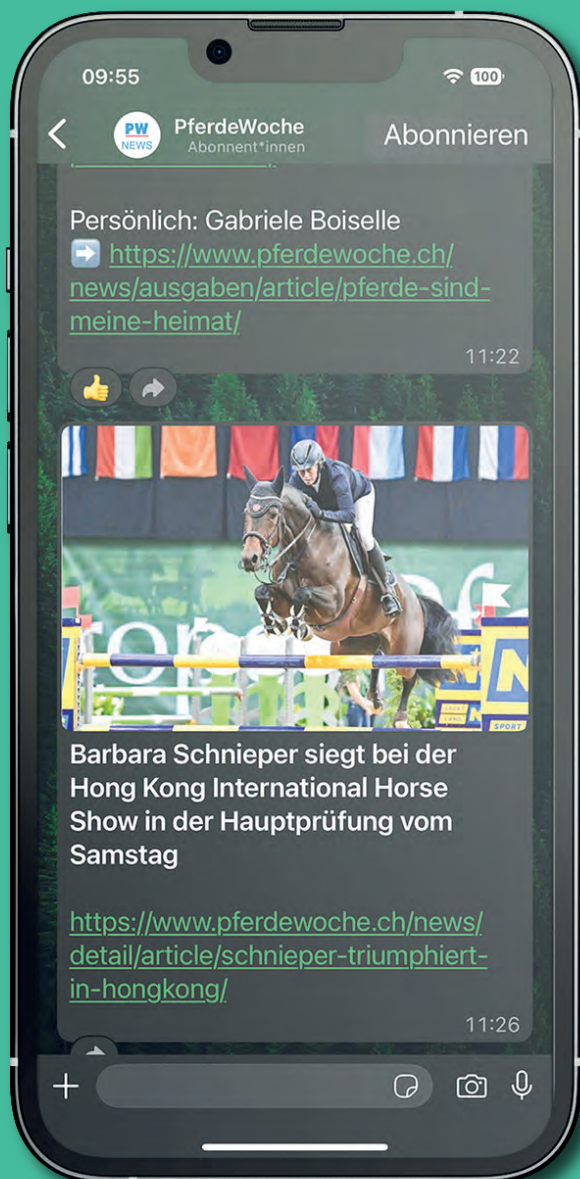 09:55
100
PW
NEWS
PferdeWoche
Abonnent*innen
Abonnieren
Persönlich: Gabriele Boiselle
➡️ https://www.pferdewoche.ch/
news/ausgaben/article/pferde-sind-
meine-heimat/
11:22
N
SPORT
Barbara Schnieper siegt bei der
Hong Kong International Horse
Show in der Hauptprüfung vom
Samstag
https://www.pferdewoche.ch/news/
detail/article/schnieper-triumphiert-
in-hongkong/
11:26